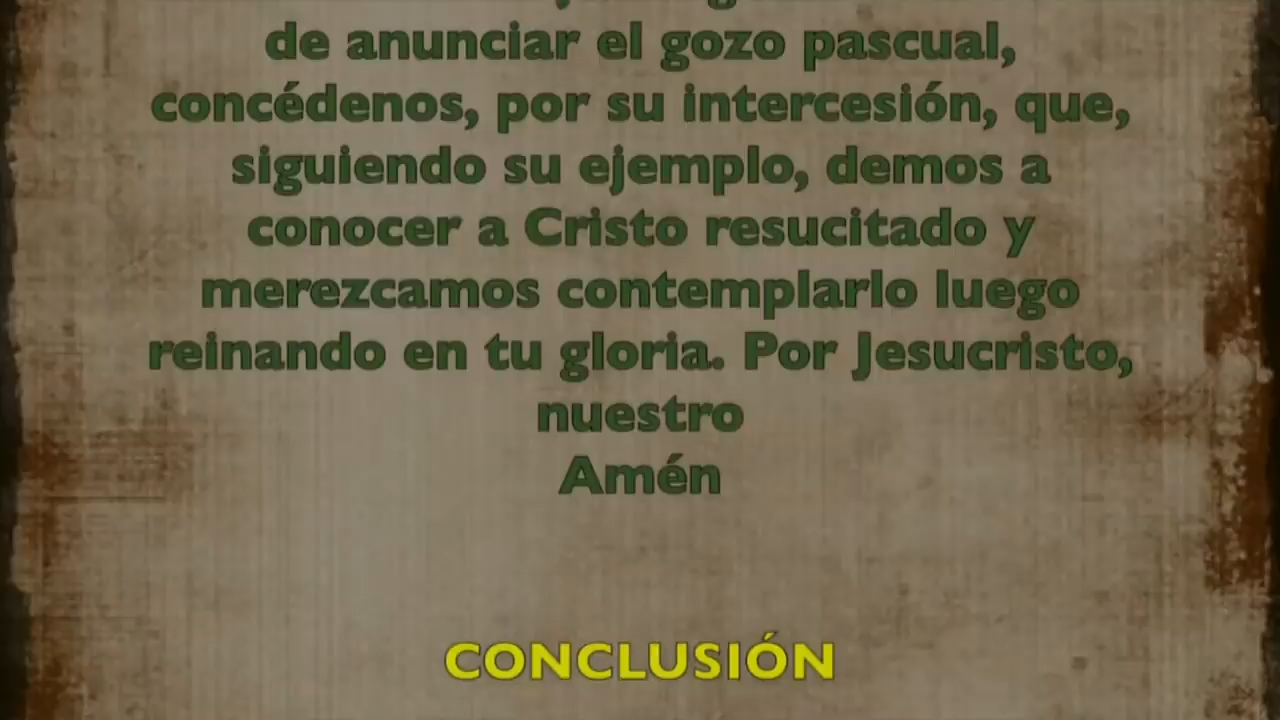 de anunciar el gozo pascual,
concédenos, por su intercesión, que,
siguiendo su ejemplo, demos a
conocer a Cristo resucitado y
merezcamos contemplarlo luego
reinando en tu gloria. Por Jesucristo,
nuestro
Amén
CONCLUSIÓN